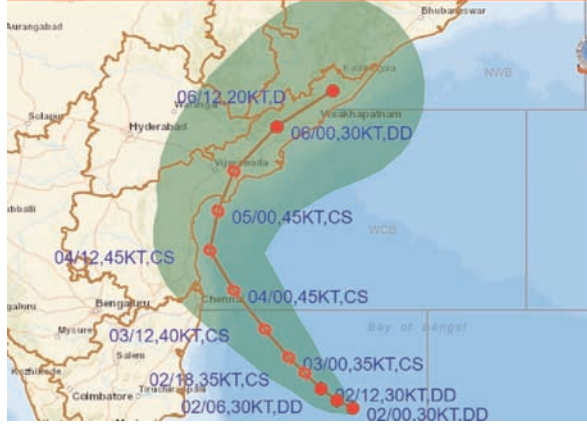 Bhubaneswar
Aurangabad
NWB
06/12,20KT,D
Solapur
Hyderabad
Visakhapatnam
06/00,30KT,DD
Vijayawada
05/00,45KT,CS
WCB
04/12,45KT,CS
04/00,45KT,CS
Chennai
Bengaluru
Bay of Bengal
03/12,40KT,CS
Mysuru
Salem
03/00,35KT,CS
02/18,35KT,CS
Coimbatore
Tiruchirappalli
02/12,30KT,DD
02/06,30KT,DD
02/00,30KT,DD